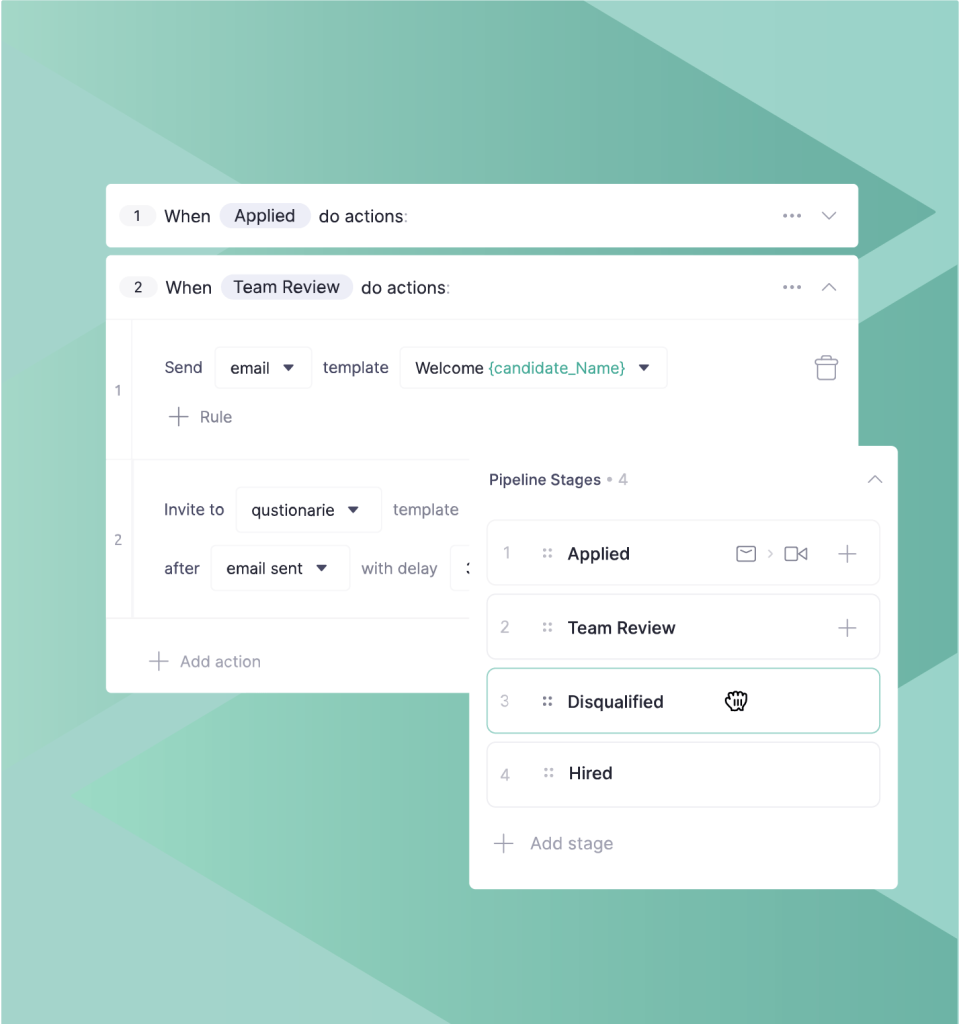 1 When Applied do actions:
2 When Team Review do actions:
1
Send email template Welcome {candidate_Name}
Rule
2
Invite to qustionarie template
after email sent with delay
Add action
Pipeline Stages • 4
1 Applied
2 Team Review
3 Disqualified
4 Hired
Add stage